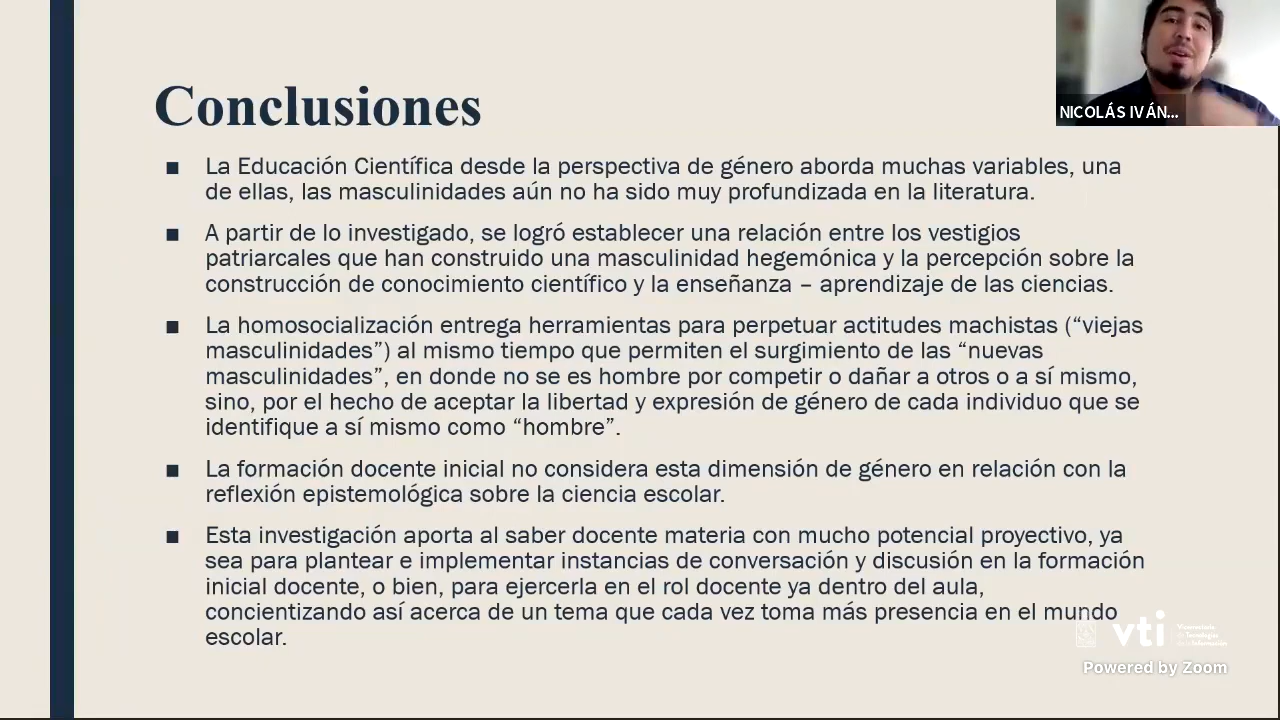 Conclusiones
NICOLÁS IVÁN...
■ La Educación Científica desde la perspectiva de género aborda muchas variables, una
de ellas, las masculinidades aún no ha sido muy profundizada en la literatura.
■ A partir de lo investigado, se logró establecer una relación entre los vestigios
patriarcales que han construido una masculinidad hegemónica y la percepción sobre la
construcción de conocimiento científico y la enseñanza – aprendizaje de las ciencias.
■ La homosocialización entrega herramientas para perpetuar actitudes machistas (“viejas
masculinidades”) al mismo tiempo que permiten el surgimiento de las “nuevas
masculinidades”, en donde no se es hombre por competir o dañar a otros o a sí mismo,
sino, por el hecho de aceptar la libertad y expresión de género de cada individuo que se
identifique a sí mismo como “hombre”.
■ La formación docente inicial no considera esta dimensión de género en relación con la
reflexión epistemológica sobre la ciencia escolar.
■ Esta investigación aporta al saber docente materia con mucho potencial proyectivo, ya
sea para plantear e implementar instancias de conversación y discusión en la formación
inicial docente, o bien, para ejercerla en el rol docente ya dentro del aula,
concientizando así acerca de un tema que cada vez toma más presencia en el mundo
escolar.
vti
Powered by Zoom